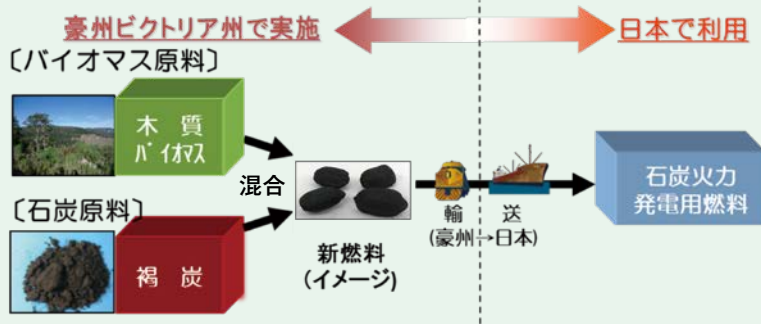 豪州ビクトリア州で実施
日本で利用
〔バイオマス原料〕
木質
バイオマス
混合
〔石炭原料〕
褐炭
新燃料
(イメージ)
輸送
(豪州→日本)
石炭火力
発電用燃料